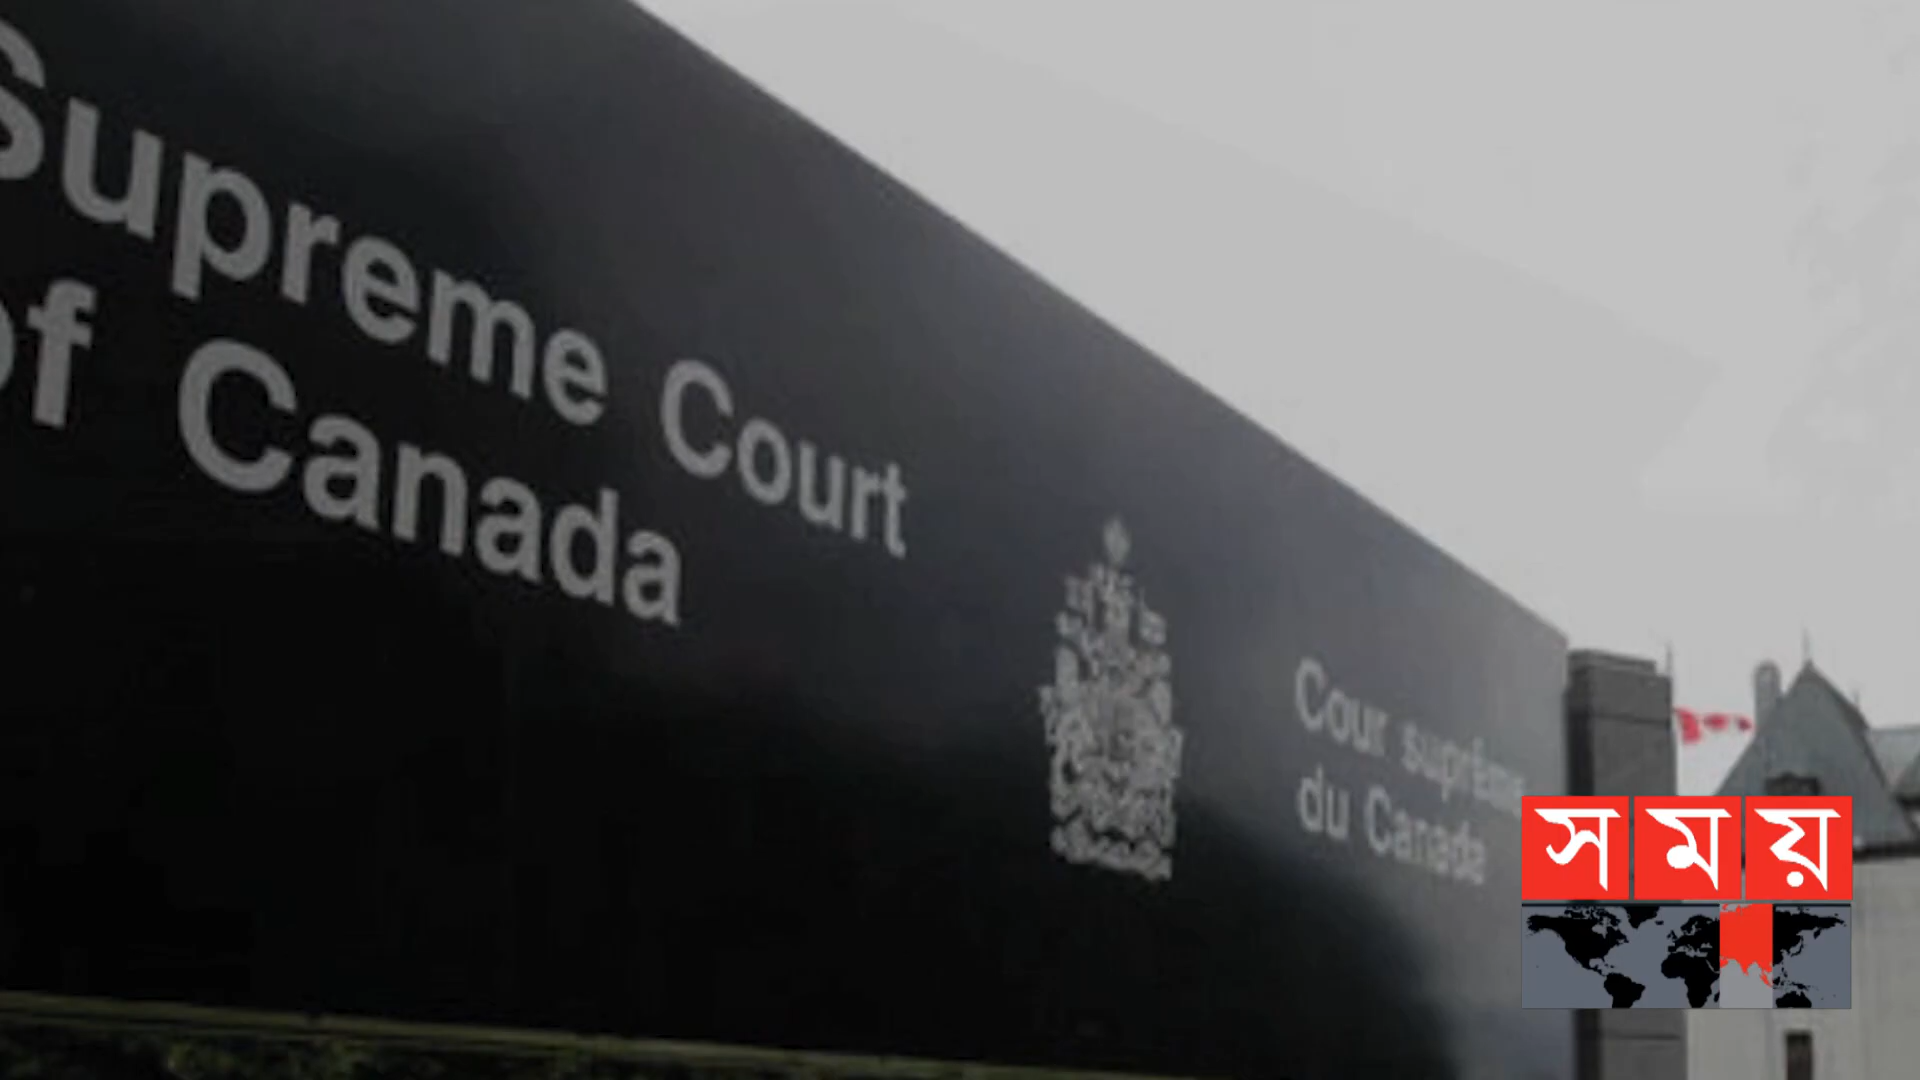 Supreme Court
of Canada
Cour suprême
du Canada
সময়